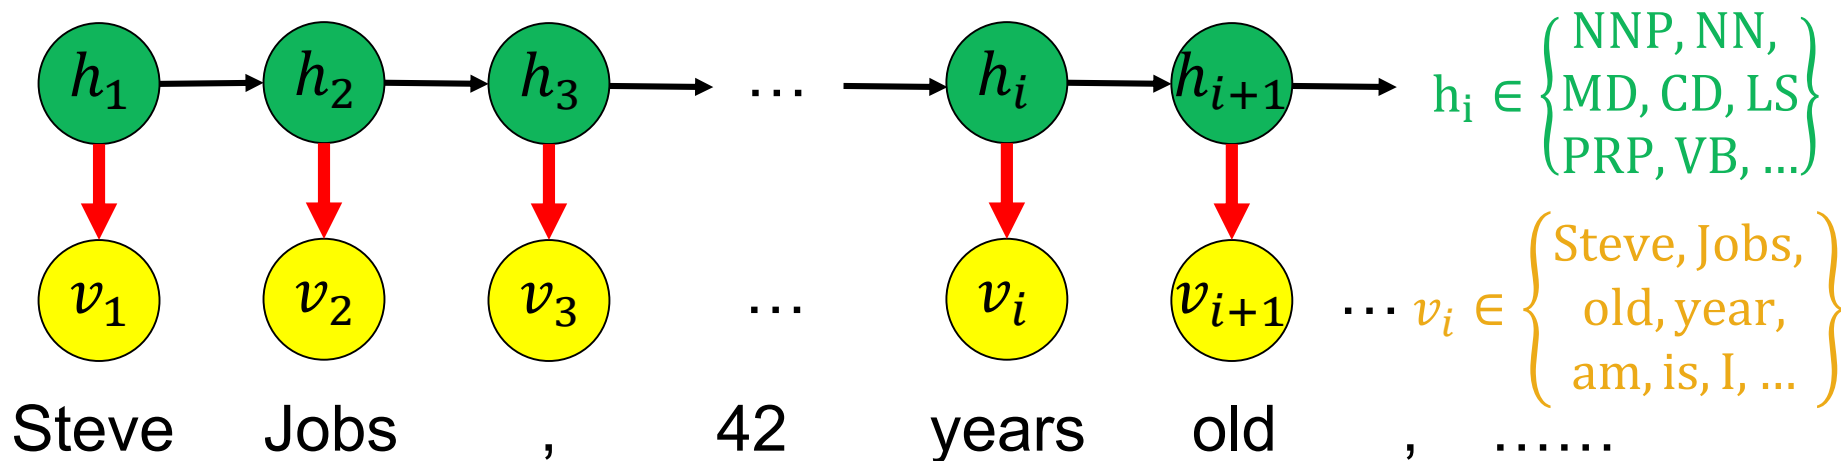 h₁ h₂ h₃ … hᵢ hᵢ₊₁
hᵢ ∈ { NNP, NN,
MD, CD, LS
PRP, VB, … }
v₁ v₂ v₃ … vᵢ vᵢ₊₁ …
vᵢ ∈ { Steve, Jobs,
old, year,
am, is, I, … }
Steve Jobs , 42 years old , ……